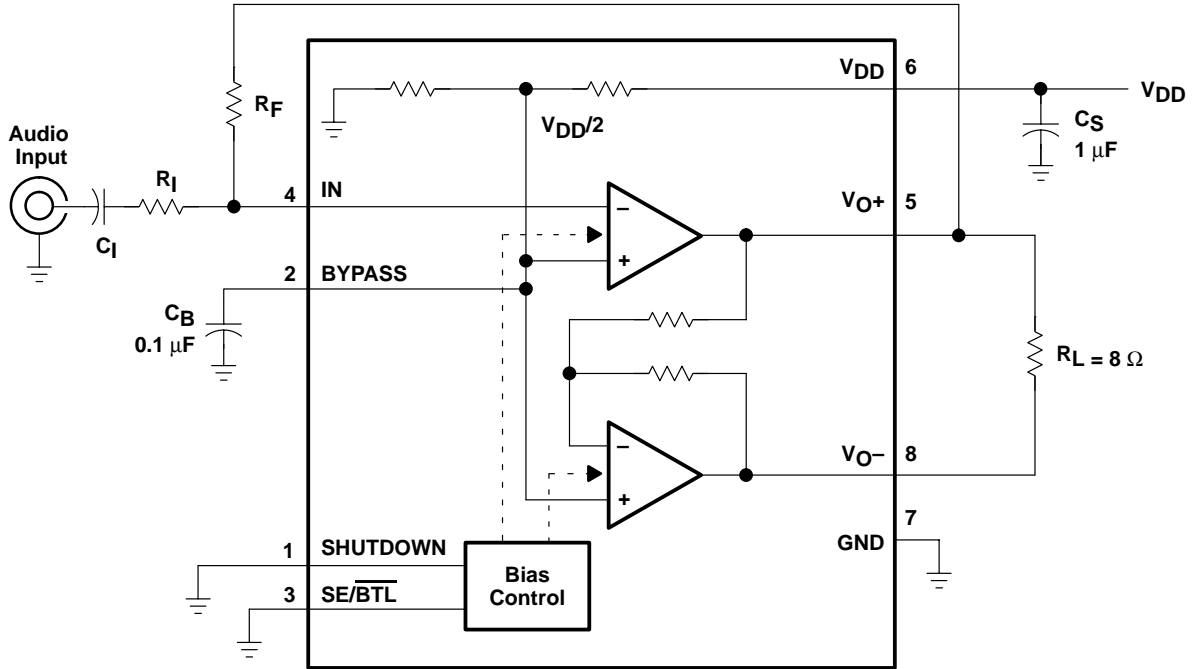 VDD 6
VDD
RF
VDD/2
CS
1 µF
Audio
Input
RI
4 IN
VO+ 5
−
CI
+
2 BYPASS
CB
0.1 µF
RL = 8 Ω
−
VO− 8
+
7
GND
1 SHUTDOWN
Bias
Control
3 SE/BTL